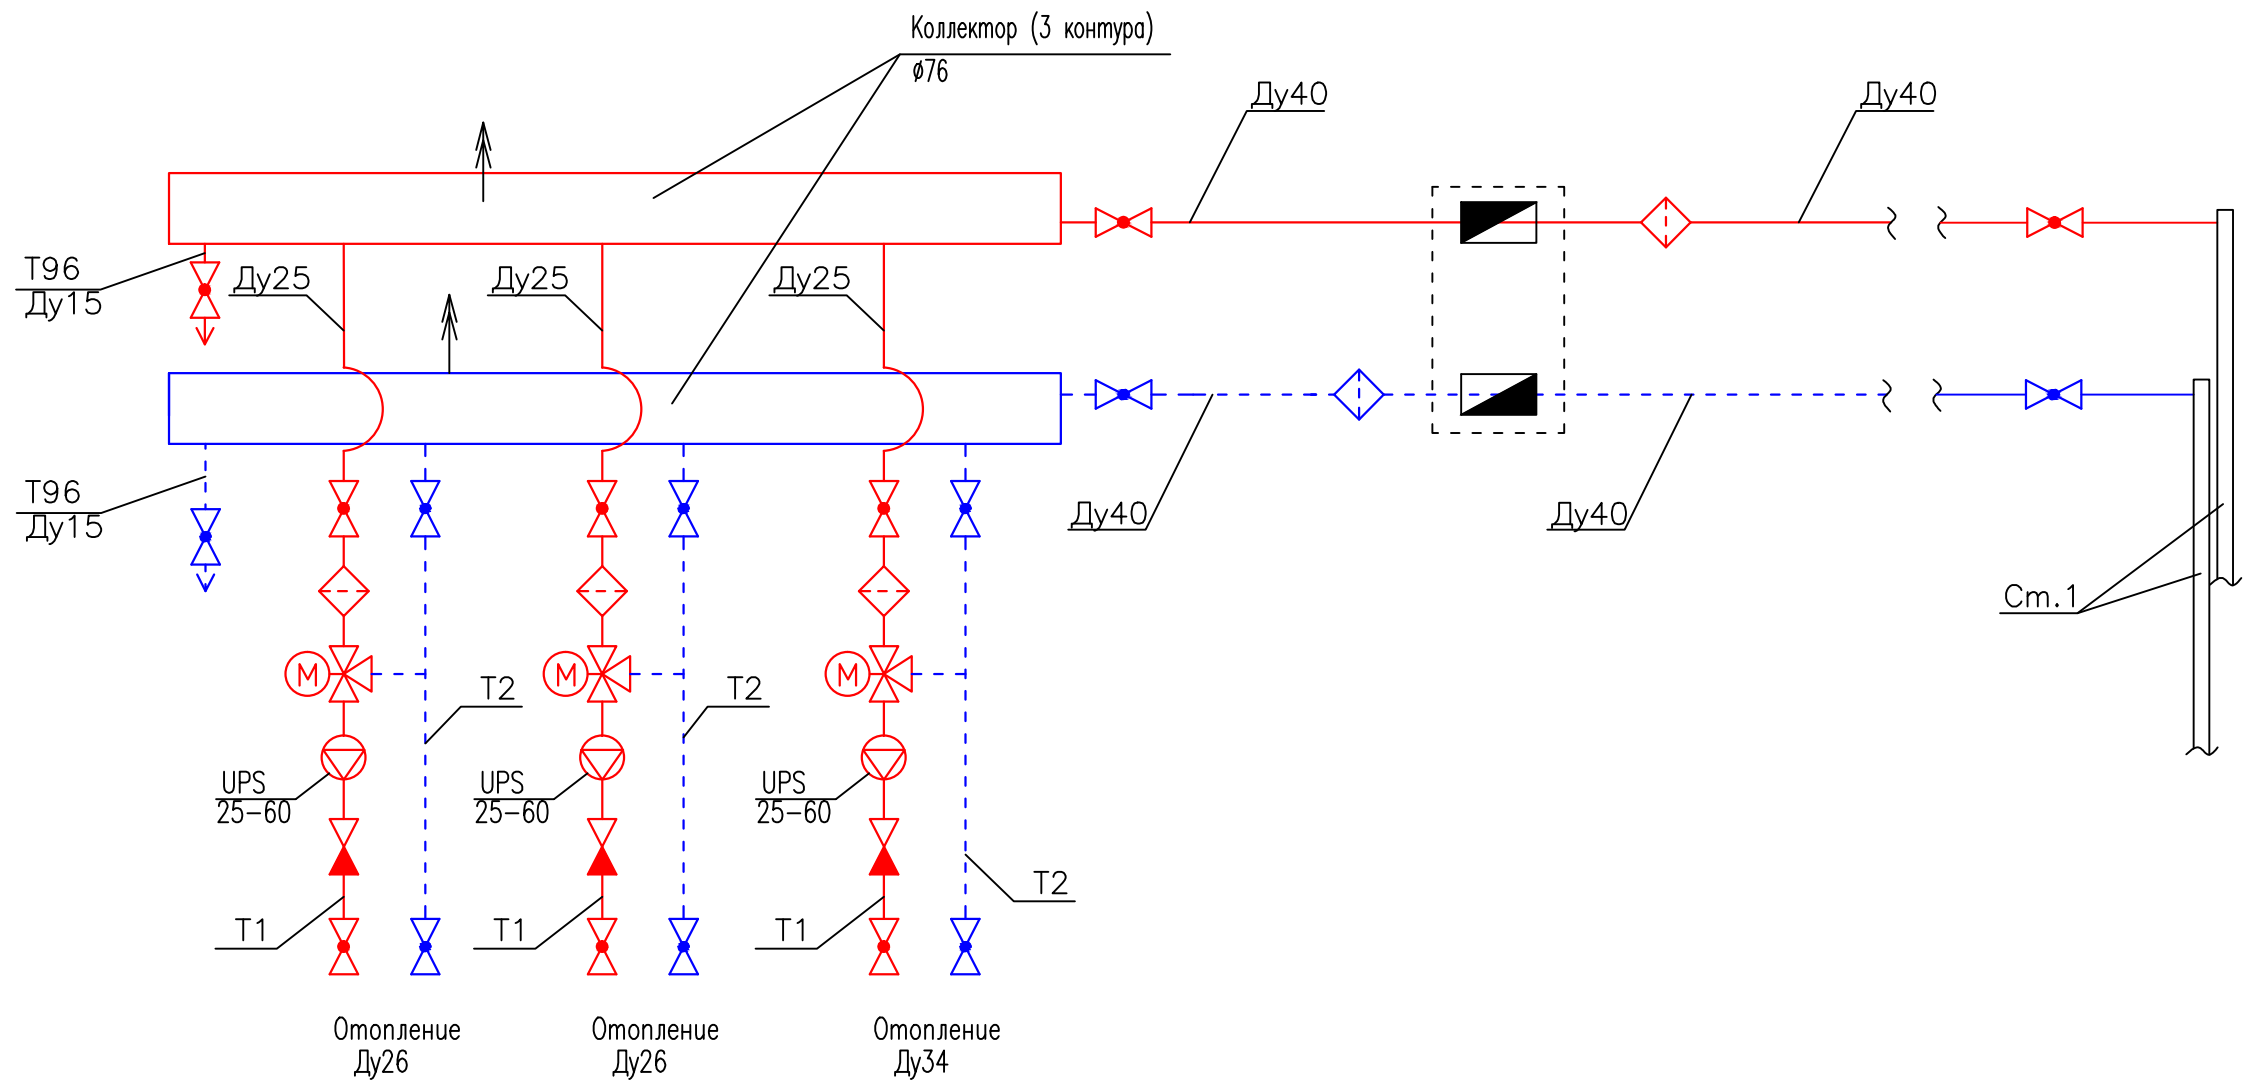 Коллектор (3 контура)
ø76
Ду40
Ду40
Т96
Ду15
Ду25
Ду25
Ду25
Т96
Ду15
Ду40
Ду40
Ст.1
Т2
Т2
М
М
М
UPS
25-60
UPS
25-60
UPS
25-60
Т2
Т1
Т1
Т1
Отопление
Ду26
Отопление
Ду26
Отопление
Ду34